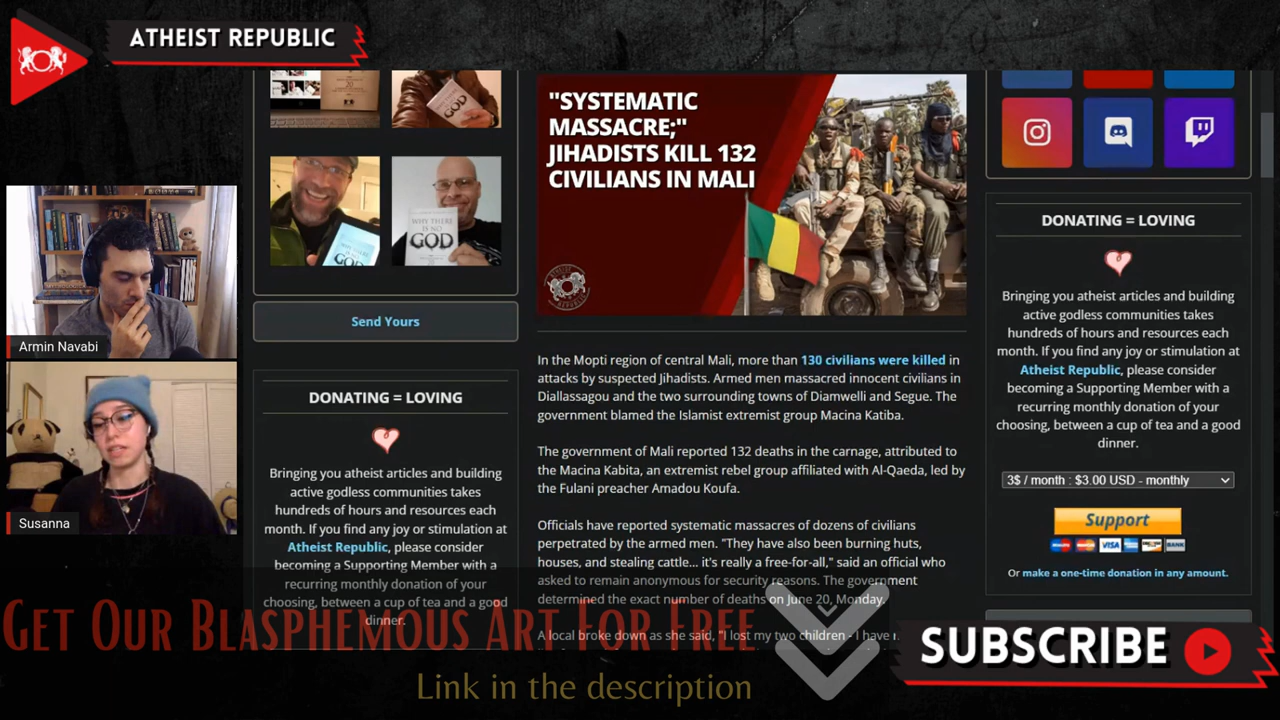 ATHEIST REPUBLIC
Armin Navabi
Susanna
GOD
WHY THERE
IS NO
GOD
Send Yours
DONATING = LOVING
Bringing you atheist articles and building
active godless communities takes
hundreds of hours and resources each
month. If you find any joy or stimulation at
Atheist Republic, please consider
becoming a Supporting Member with a
recurring monthly donation of your
choosing, between a cup of tea and a good
dinner.
"SYSTEMATIC
MASSACRE;"
JIHADISTS KILL 132
CIVILIANS IN MALI
In the Mopti region of central Mali, more than 130 civilians were killed in
attacks by suspected Jihadists. Armed men massacred innocent civilians in
Diallassagou and the two surrounding towns of Diamwelli and Segue. The
government blamed the Islamist extremist group Macina Katiba.
The government of Mali reported 132 deaths in the carnage, attributed to
the Macina Kabita, an extremist rebel group affiliated with Al-Qaeda, led by
the Fulani preacher Amadou Koufa.
Officials have reported systematic massacres of dozens of civilians
perpetrated by the armed men. "They have also been burning huts,
houses, and stealing cattle... it's really a free-for-all," said an official who
asked to remain anonymous for security reasons. The government
determined the exact number of deaths on June 20, Monday.
A local broke down as she said, "I lost my two children - I have
DONATING = LOVING
Bringing you atheist articles and building
active godless communities takes
hundreds of hours and resources each
month. If you find any joy or stimulation at
Atheist Republic, please consider
becoming a Supporting Member with a
recurring monthly donation of your
choosing, between a cup of tea and a good
dinner.
3$ / month : $3.00 USD - monthly
Support
VISA
BANK
Or make a one-time donation in any amount.
Get Our Blasphemous Art For Free
Link in the description
SUBSCRIBE